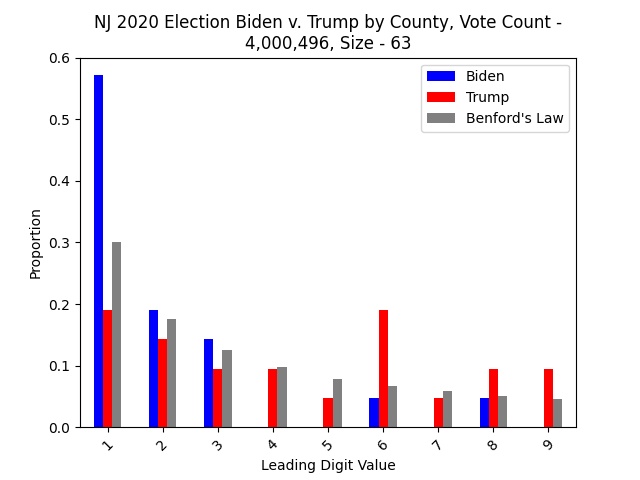 NJ 2020 Election Biden v. Trump by County, Vote Count -
4,000,496, Size - 63
Biden
Trump
Benford's Law
0.6
0.5
0.4
0.3
0.2
0.1
0.0
Proportion
1 2 3 4 5 6 7 8 9
Leading Digit Value